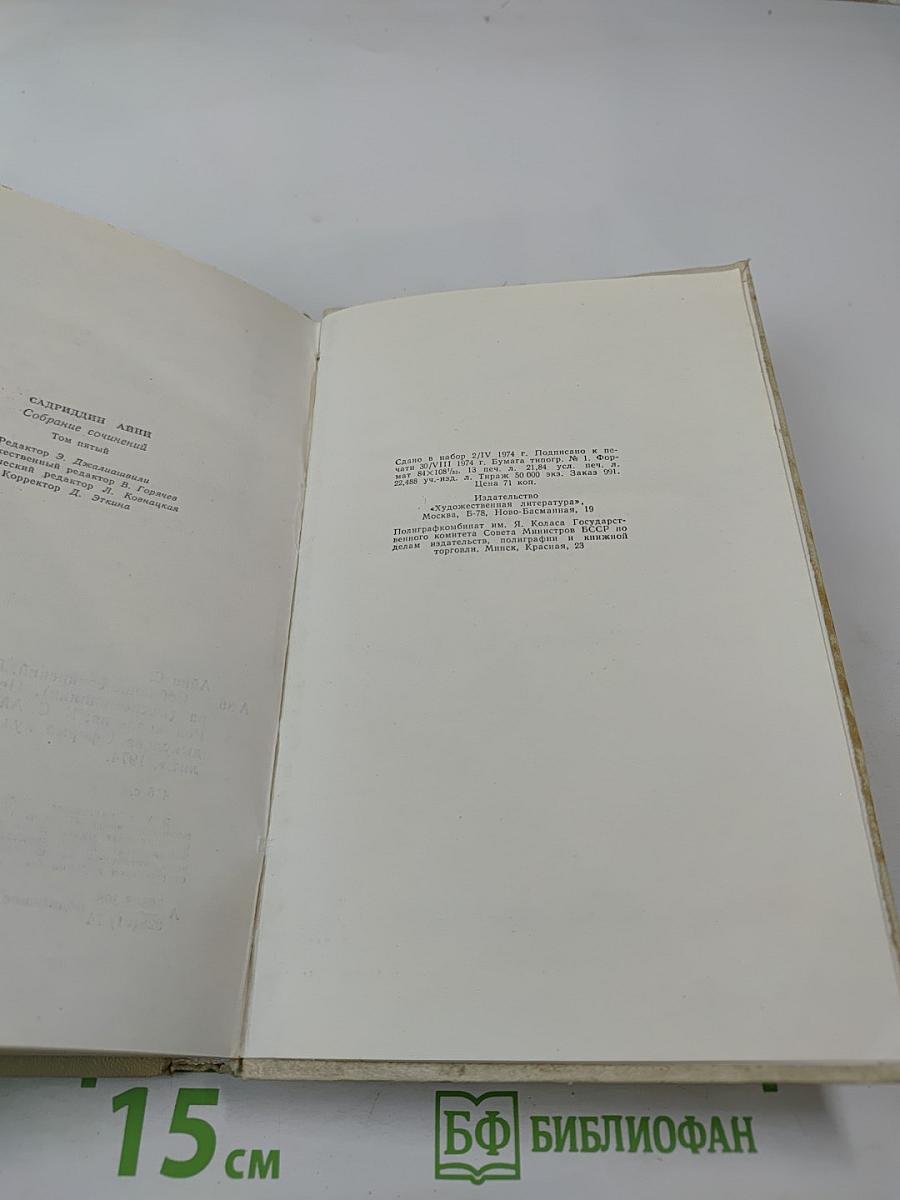 САДРИДДИН АЙНИ
Собрание сочинений
Том пятый
Редактор Э. Джалиашвили
редактор В. Горячев
редактор Л. Ковнацкая
Корректор Д. Эткина
Сдано в набор 2/IV 1974 г. Подписано к пе-
чати 30/VIII 1974 г. Бумага типогр. № 1. Фор-
мат 84×108¹/₃₂. 13 печ. л. 21,84 усл. печ. л.
22,488 уч.-изд. л. Тираж 50 000 экз. Заказ 991.
Цена 71 коп.
Издательство
«Художественная литература»,
Москва, Б-78, Ново-Басманная, 19
Полиграфкомбинат им. Я. Коласа Государст-
венного комитета Совета Министров БССР по
делам издательств, полиграфии и книжной
торговли. Минск, Красная, 23
15 см
БФ БИБЛИОФАН